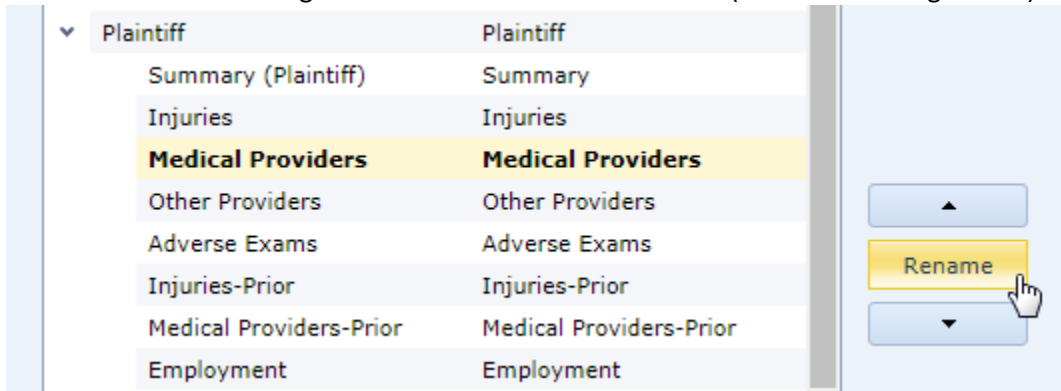 Plaintiff Plaintiff
Summary (Plaintiff) Summary
Injuries Injuries
Medical Providers Medical Providers
Other Providers Other Providers
Adverse Exams Adverse Exams
Rename
Injuries-Prior Injuries-Prior
Medical Providers-Prior Medical Providers-Prior
Employment Employment